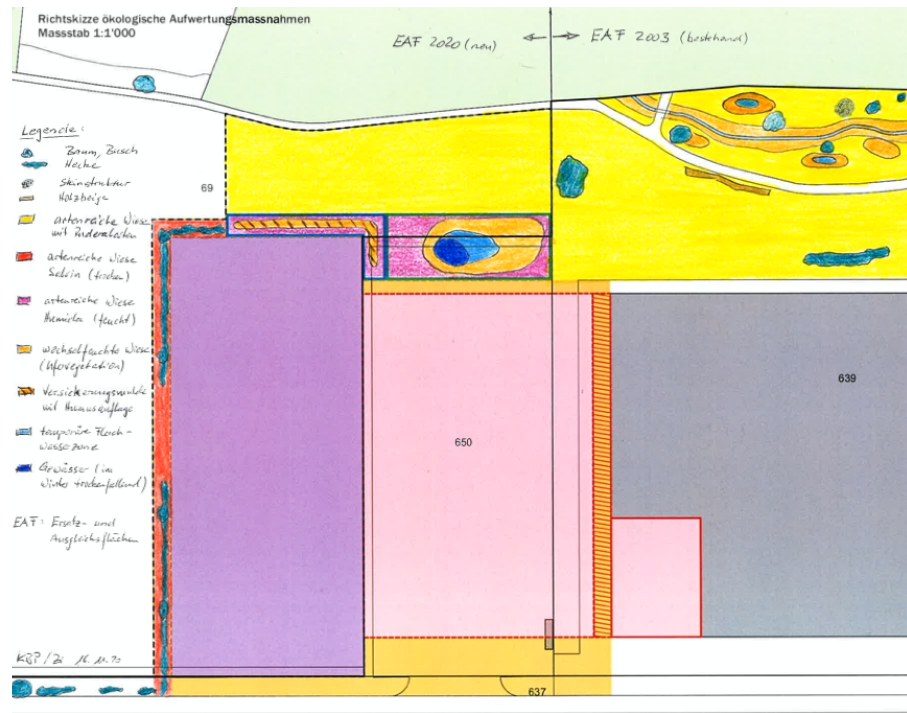 Richtskizze ökologische Aufwertungsmassnahmen
Massstab 1:1'000
EAF 2020 (neu)
EAF 2003 (bestehend)
Legende:
Baum, Busch
Hecke
Steinstruktur
Holzbeige
artenreiche Wiese
mit Ruderalflächen
artenreiche Wiese
(trocken)
artenreiche Wiese
(feucht)
wechselfeuchte Wiese
(Ufervegetation)
Versickerungsmulde
mit Humusauflage
temporäre Flach-
wasserzone
Gewässer (im
Winter trockenfallend)
EAF: Ersatz- und
Ausgleichsflächen
69
650
639
637